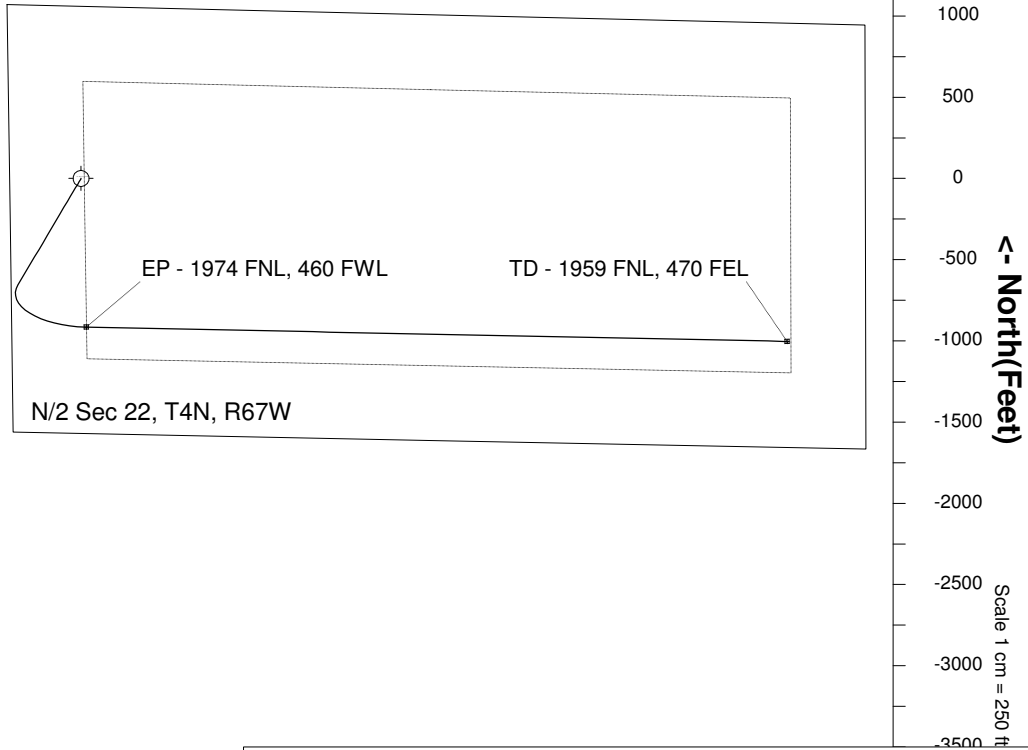 1000
500
0
EP - 1974 FNL, 460 FWL
TD - 1959 FNL, 470 FEL
-500
-1000
N/2 Sec 22, T4N, R67W
-1500
-2000
-2500
-3000
-3500
<- North(Feet)
Scale 1 cm = 250 ft